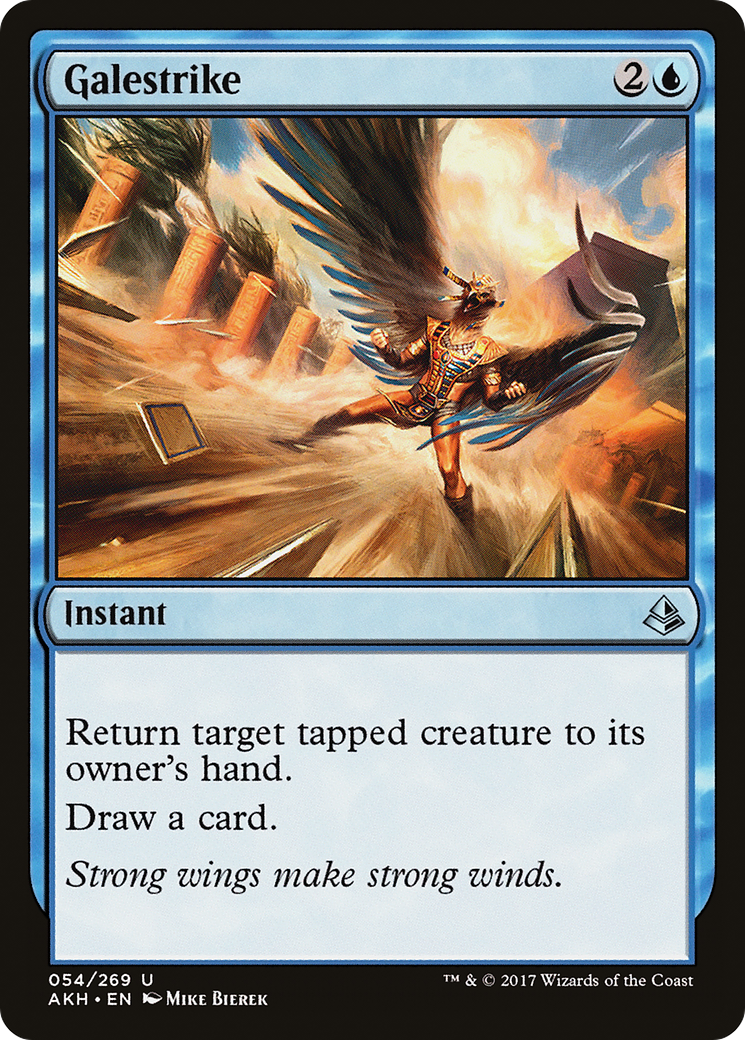 Galestrike 2
Instant
Return target tapped creature to its
owner's hand.
Draw a card.
Strong wings make strong winds.
054/269 U
™ & © 2017 Wizards of the Coast
AKH • EN Mike Bierek